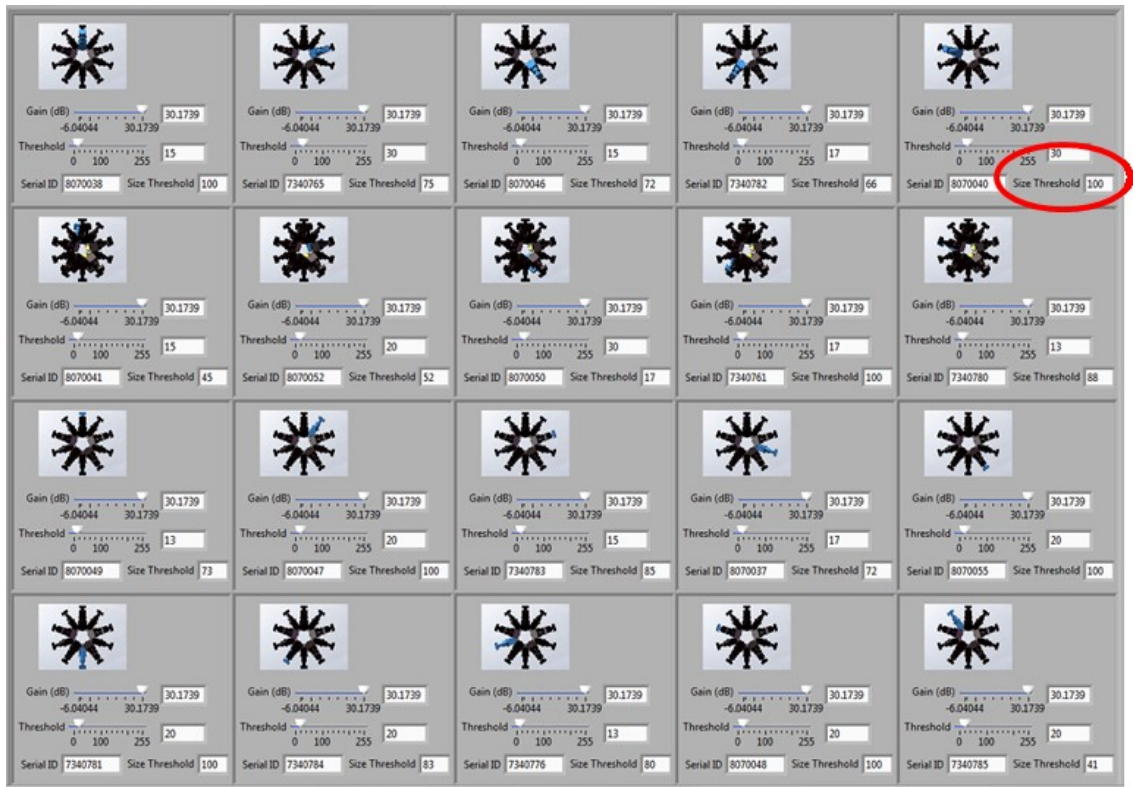 Gain (dB) 30.1739
-6.04044 30.1739
Threshold 15
0 100 255
Serial ID 8070038 Size Threshold 100
Gain (dB) 30.1739
-6.04044 30.1739
Threshold 30
0 100 255
Serial ID 7340765 Size Threshold 75
Gain (dB) 30.1739
-6.04044 30.1739
Threshold 15
0 100 255
Serial ID 8070046 Size Threshold 72
Gain (dB) 30.1739
-6.04044 30.1739
Threshold 17
0 100 255
Serial ID 7340782 Size Threshold 66
Gain (dB) 30.1739
-6.04044 30.1739
Threshold 30
0 100 255
Serial ID 8070040 Size Threshold 100
Gain (dB) 30.1739
-6.04044 30.1739
Threshold 15
0 100 255
Serial ID 8070041 Size Threshold 45
Gain (dB) 30.1739
-6.04044 30.1739
Threshold 20
0 100 255
Serial ID 8070052 Size Threshold 52
Gain (dB) 30.1739
-6.04044 30.1739
Threshold 30
0 100 255
Serial ID 8070050 Size Threshold 17
Gain (dB) 30.1739
-6.04044 30.1739
Threshold 17
0 100 255
Serial ID 7340761 Size Threshold 100
Gain (dB) 30.1739
-6.04044 30.1739
Threshold 13
0 100 255
Serial ID 7340780 Size Threshold 88
Gain (dB) 30.1739
-6.04044 30.1739
Threshold 13
0 100 255
Serial ID 8070049 Size Threshold 73
Gain (dB) 30.1739
-6.04044 30.1739
Threshold 20
0 100 255
Serial ID 8070047 Size Threshold 100
Gain (dB) 30.1739
-6.04044 30.1739
Threshold 15
0 100 255
Serial ID 7340783 Size Threshold 85
Gain (dB) 30.1739
-6.04044 30.1739
Threshold 17
0 100 255
Serial ID 8070037 Size Threshold 72
Gain (dB) 30.1739
-6.04044 30.1739
Threshold 20
0 100 255
Serial ID 8070055 Size Threshold 100
Gain (dB) 30.1739
-6.04044 30.1739
Threshold 20
0 100 255
Serial ID 7340781 Size Threshold 100
Gain (dB) 30.1739
-6.04044 30.1739
Threshold 20
0 100 255
Serial ID 7340784 Size Threshold 83
Gain (dB) 30.1739
-6.04044 30.1739
Threshold 13
0 100 255
Serial ID 7340776 Size Threshold 80
Gain (dB) 30.1739
-6.04044 30.1739
Threshold 20
0 100 255
Serial ID 8070048 Size Threshold 100
Gain (dB) 30.1739
-6.04044 30.1739
Threshold 20
0 100 255
Serial ID 7340785 Size Threshold 41